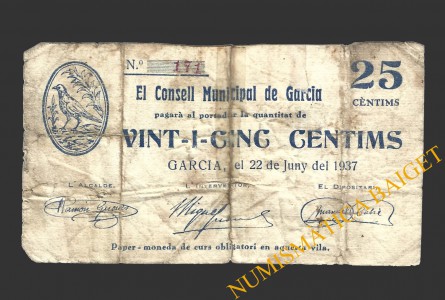 N.º 171
25
CÈNTIMS
El Consell Municipal de Garcia
pagarà al portador la quantitat de
VINT-I-CINC CENTIMS
GARCIA, el 22 de Juny del 1937
L'ALCALDE, L'INTERVENTOR, EL DIPOSITARI,
Paper-moneda de curs obligatori en aquesta vila.
NUMISMATICA BAIGET